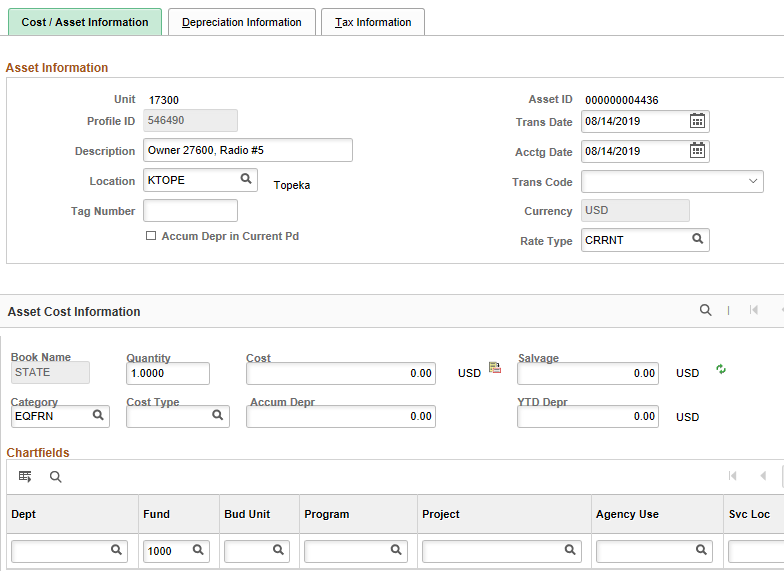 Cost / Asset Information Depreciation Information Tax Information
Asset Information
Unit 17300 Asset ID 000000004436
Profile ID 546490 Trans Date 08/14/2019
Description Owner 27600, Radio #5 Acctg Date 08/14/2019
Location KTOPE Topeka Trans Code
Tag Number Currency USD
Accum Depr in Current Pd Rate Type CRRNT
Asset Cost Information
Book Name Quantity Cost Salvage
STATE 1.0000 0.00 USD 0.00 USD
Category Cost Type Accum Depr YTD Depr
EQFRN 0.00 0.00 USD
Chartfields
Dept Fund Bud Unit Program Project Agency Use Svc Loc
1000